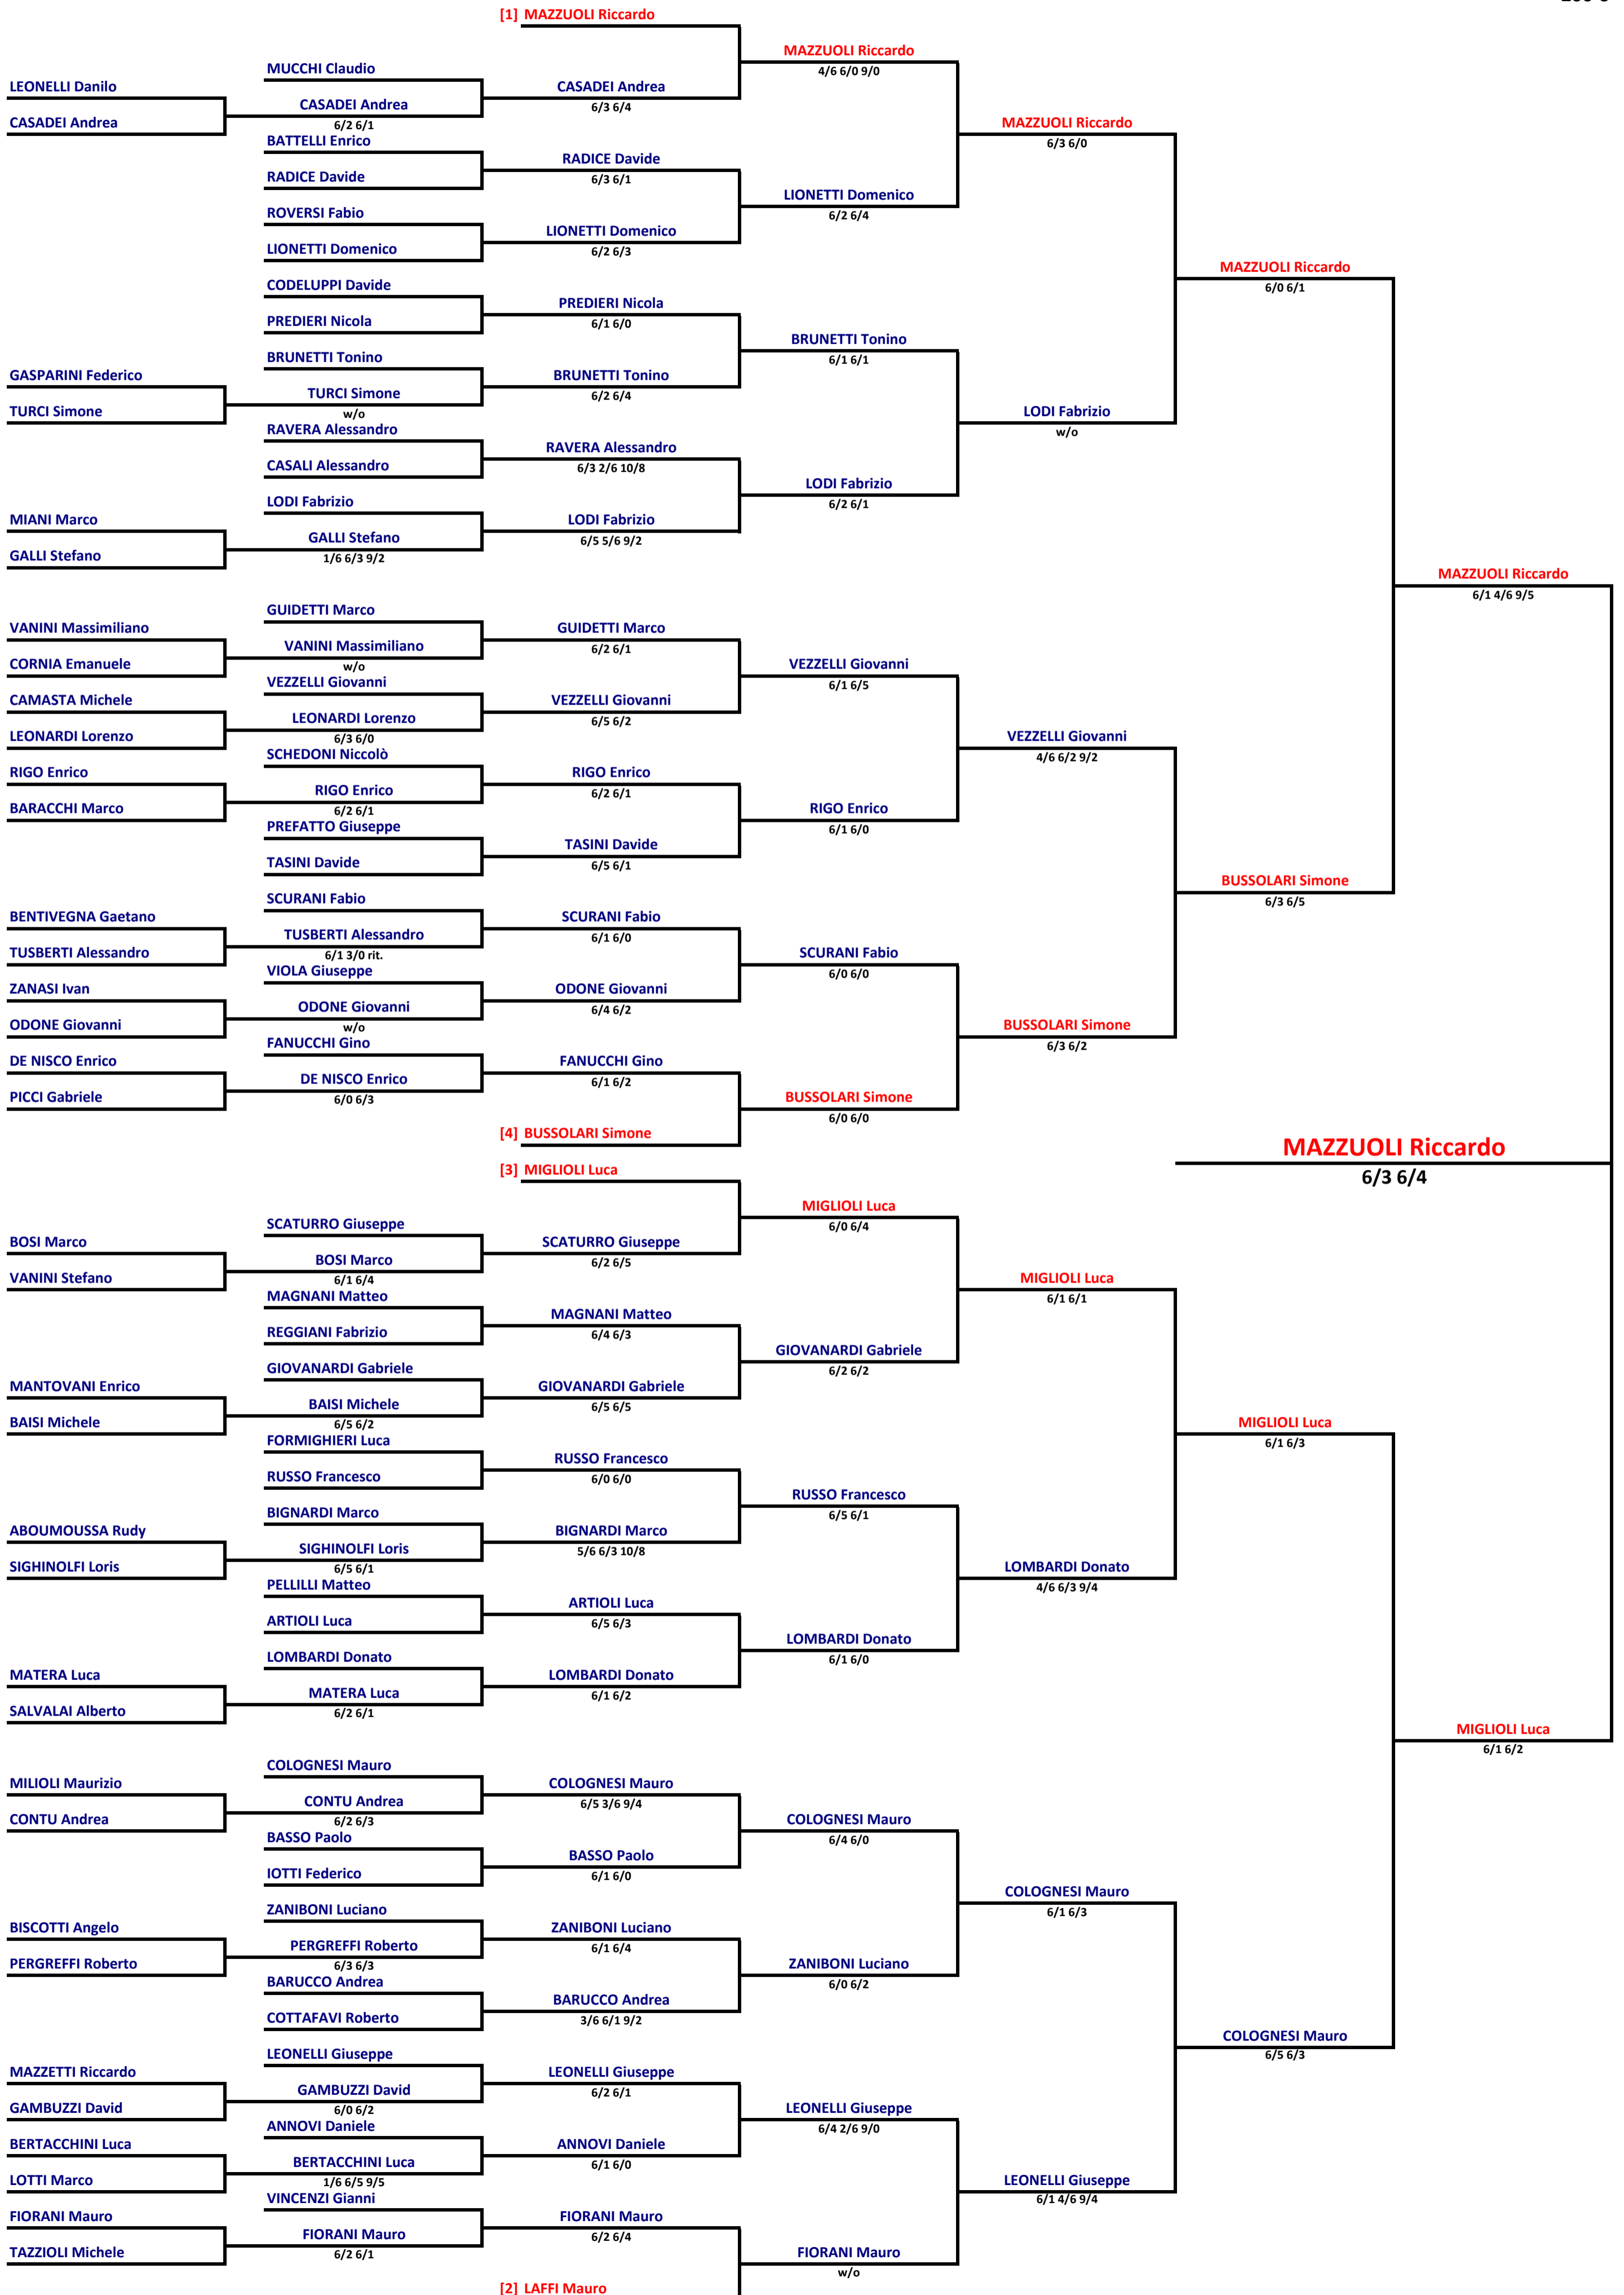 [1] MAZZUOLI Riccardo
MAZZUOLI Riccardo
4/6 6/0 9/0
MUCCHI Claudio
LEONELLI Danilo
CASADEI Andrea
6/3 6/4
CASADEI Andrea
6/2 6/1
CASADEI Andrea
MAZZUOLI Riccardo
6/3 6/0
BATTELLI Enrico
RADICE Davide
6/3 6/1
RADICE Davide
LIONETTI Domenico
6/2 6/4
ROVERSI Fabio
LIONETTI Domenico
6/2 6/3
LIONETTI Domenico
MAZZUOLI Riccardo
6/0 6/1
CODELUPPI Davide
PREDIERI Nicola
6/1 6/0
PREDIERI Nicola
BRUNETTI Tonino
6/1 6/1
BRUNETTI Tonino
GASPARINI Federico
BRUNETTI Tonino
6/2 6/4
TURCI Simone
w/o
TURCI Simone
LODI Fabrizio
w/o
RAVERA Alessandro
RAVERA Alessandro
6/3 2/6 10/8
CASALI Alessandro
LODI Fabrizio
6/2 6/1
LODI Fabrizio
MIANI Marco
LODI Fabrizio
6/5 5/6 9/2
GALLI Stefano
1/6 6/3 9/2
GALLI Stefano
MAZZUOLI Riccardo
6/1 4/6 9/5
GUIDETTI Marco
VANINI Massimiliano
GUIDETTI Marco
6/2 6/1
VANINI Massimiliano
w/o
CORNIA Emanuele
VEZZELLI Giovanni
6/1 6/5
VEZZELLI Giovanni
CAMASTA Michele
VEZZELLI Giovanni
6/5 6/2
LEONARDI Lorenzo
6/3 6/0
LEONARDI Lorenzo
VEZZELLI Giovanni
4/6 6/2 9/2
SCHEDONI Niccolò
RIGO Enrico
RIGO Enrico
6/2 6/1
RIGO Enrico
6/2 6/1
BARACCHI Marco
RIGO Enrico
6/1 6/0
PREFATTO Giuseppe
TASINI Davide
6/5 6/1
TASINI Davide
BUSSOLARI Simone
6/3 6/5
SCURANI Fabio
BENTIVEGNA Gaetano
SCURANI Fabio
6/1 6/0
TUSBERTI Alessandro
6/1 3/0 rit.
TUSBERTI Alessandro
SCURANI Fabio
6/0 6/0
VIOLA Giuseppe
ZANASI Ivan
ODONE Giovanni
6/4 6/2
ODONE Giovanni
w/o
ODONE Giovanni
BUSSOLARI Simone
6/3 6/2
FANUCCHI Gino
DE NISCO Enrico
FANUCCHI Gino
6/1 6/2
DE NISCO Enrico
6/0 6/3
PICCI Gabriele
BUSSOLARI Simone
6/0 6/0
[4] BUSSOLARI Simone
MAZZUOLI Riccardo
6/3 6/4
[3] MIGLIOLI Luca
MIGLIOLI Luca
6/0 6/4
SCATURRO Giuseppe
BOSI Marco
SCATURRO Giuseppe
6/2 6/5
BOSI Marco
6/1 6/4
VANINI Stefano
MIGLIOLI Luca
6/1 6/1
MAGNANI Matteo
MAGNANI Matteo
6/4 6/3
REGGIANI Fabrizio
GIOVANARDI Gabriele
6/2 6/2
GIOVANARDI Gabriele
MANTOVANI Enrico
GIOVANARDI Gabriele
6/5 6/5
BAISI Michele
6/5 6/2
BAISI Michele
MIGLIOLI Luca
6/1 6/3
FORMIGHIERI Luca
RUSSO Francesco
6/0 6/0
RUSSO Francesco
RUSSO Francesco
6/5 6/1
BIGNARDI Marco
ABOUMOUSSA Rudy
BIGNARDI Marco
5/6 6/3 10/8
SIGHINOLFI Loris
6/5 6/1
SIGHINOLFI Loris
LOMBARDI Donato
4/6 6/3 9/4
PELLILLI Matteo
ARTIOLI Luca
6/5 6/3
ARTIOLI Luca
LOMBARDI Donato
6/1 6/0
LOMBARDI Donato
MATERA Luca
LOMBARDI Donato
6/1 6/2
MATERA Luca
6/2 6/1
SALVALAI Alberto
MIGLIOLI Luca
6/1 6/2
COLOGNESI Mauro
MILIOLI Maurizio
COLOGNESI Mauro
6/5 3/6 9/4
CONTU Andrea
6/2 6/3
CONTU Andrea
COLOGNESI Mauro
6/4 6/0
BASSO Paolo
BASSO Paolo
6/1 6/0
IOTTI Federico
COLOGNESI Mauro
6/1 6/3
ZANIBONI Luciano
BISCOTTI Angelo
ZANIBONI Luciano
6/1 6/4
PERGREFFI Roberto
6/3 6/3
PERGREFFI Roberto
ZANIBONI Luciano
6/0 6/2
BARUCCO Andrea
BARUCCO Andrea
3/6 6/1 9/2
COTTAFAVI Roberto
COLOGNESI Mauro
6/5 6/3
LEONELLI Giuseppe
MAZZETTI Riccardo
LEONELLI Giuseppe
6/2 6/1
GAMBUZZI David
6/0 6/2
GAMBUZZI David
LEONELLI Giuseppe
6/4 2/6 9/0
ANNOVI Daniele
BERTACCHINI Luca
ANNOVI Daniele
6/1 6/0
BERTACCHINI Luca
1/6 6/5 9/5
LOTTI Marco
LEONELLI Giuseppe
6/1 4/6 9/4
VINCENZI Gianni
FIORANI Mauro
FIORANI Mauro
6/2 6/4
FIORANI Mauro
6/2 6/1
TAZZIOLI Michele
FIORANI Mauro
w/o
[2] LAFFI Mauro